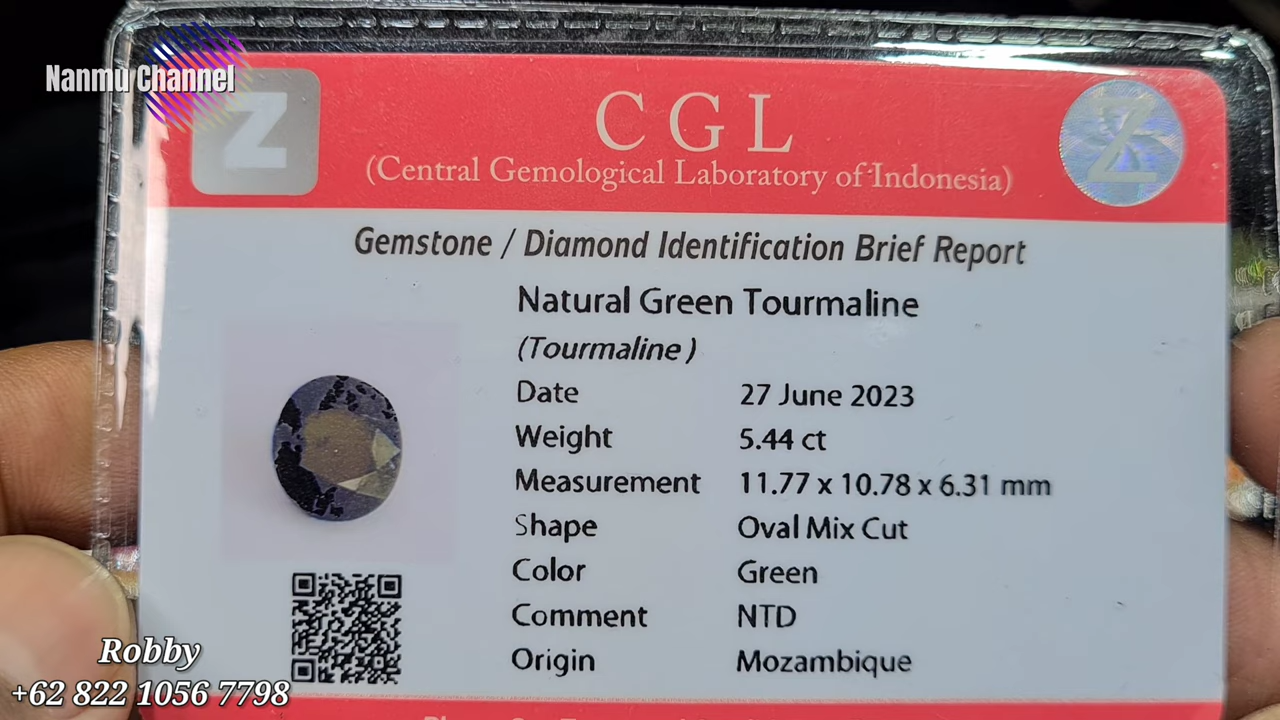 Nanmu Channel
Z
CGL
Z
(Central Gemological Laboratory of Indonesia)
Gemstone / Diamond Identification Brief Report
Natural Green Tourmaline
(Tourmaline)
Date 27 June 2023
Weight 5.44 ct
Measurement 11.77 x 10.78 x 6.31 mm
Shape Oval Mix Cut
Color Green
Comment NTD
Origin Mozambique
Robby
+62 822 1056 7798